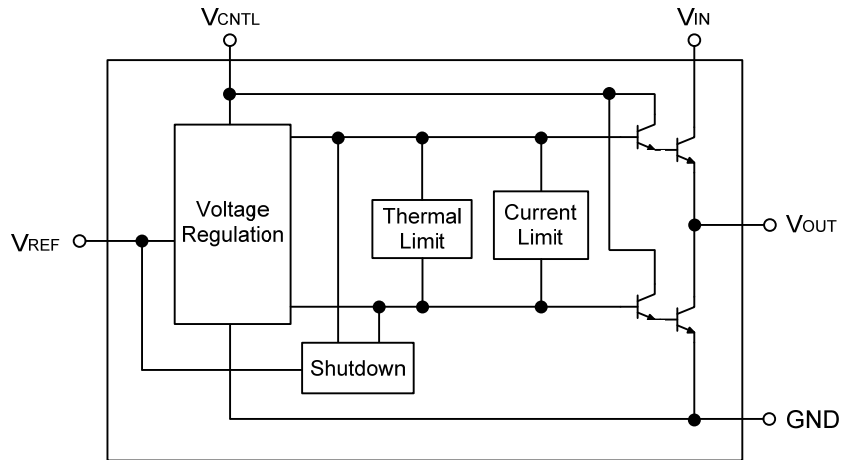 VCNTL
VIN
Voltage
Regulation
Thermal
Limit
Current
Limit
VREF
VOUT
Shutdown
GND